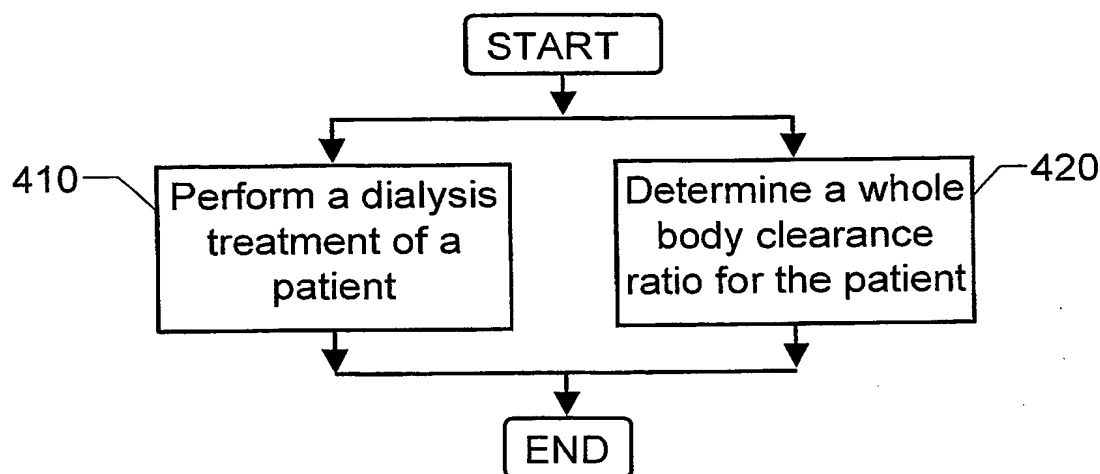 START
410
Perform a dialysis
treatment of a
patient
420
Determine a whole
body clearance
ratio for the patient
END